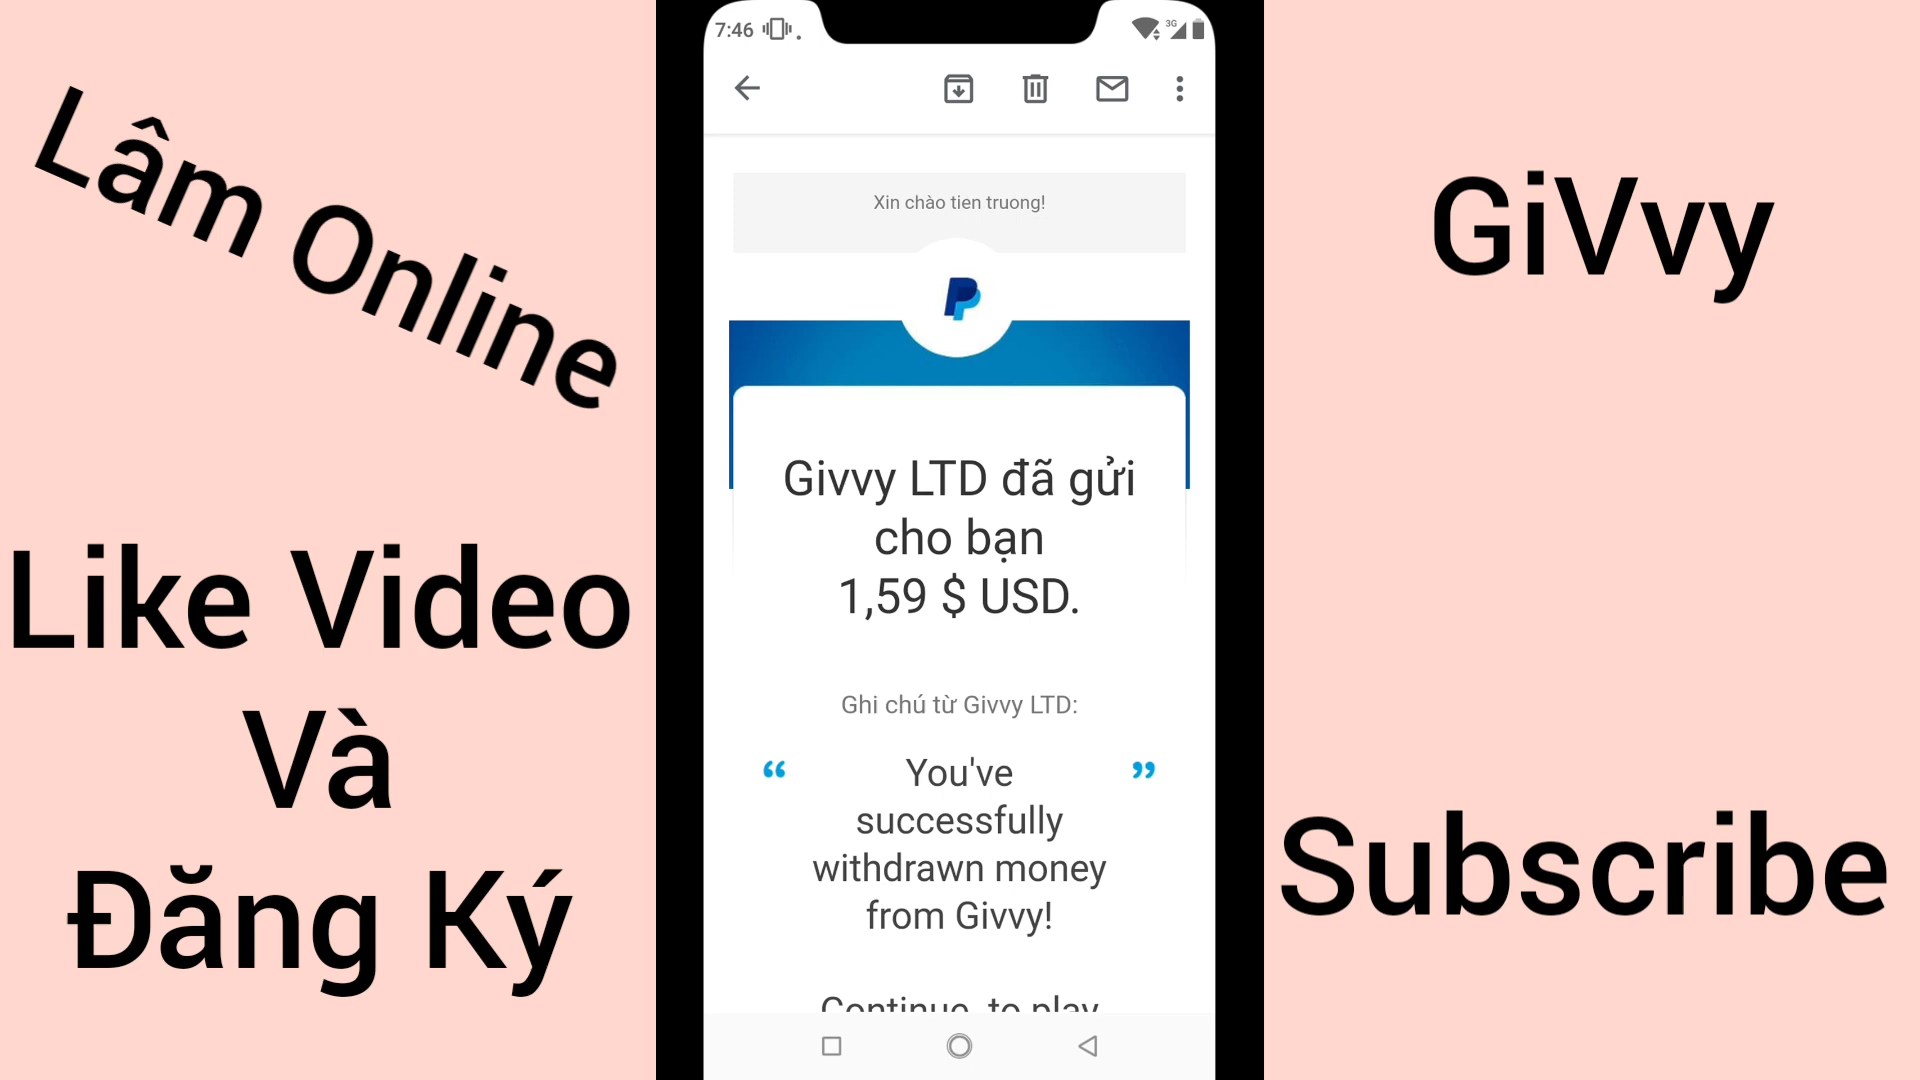 Lâm Online
Like Video
Và
Đăng Ký
7:46
3G
Xin chào tien truong!
Givvy LTD đã gửi
cho bạn
1,59 $ USD.
Ghi chú từ Givvy LTD:
“ You've ”
successfully
withdrawn money
from Givvy!
Continue to play
GiVvy
Subscribe